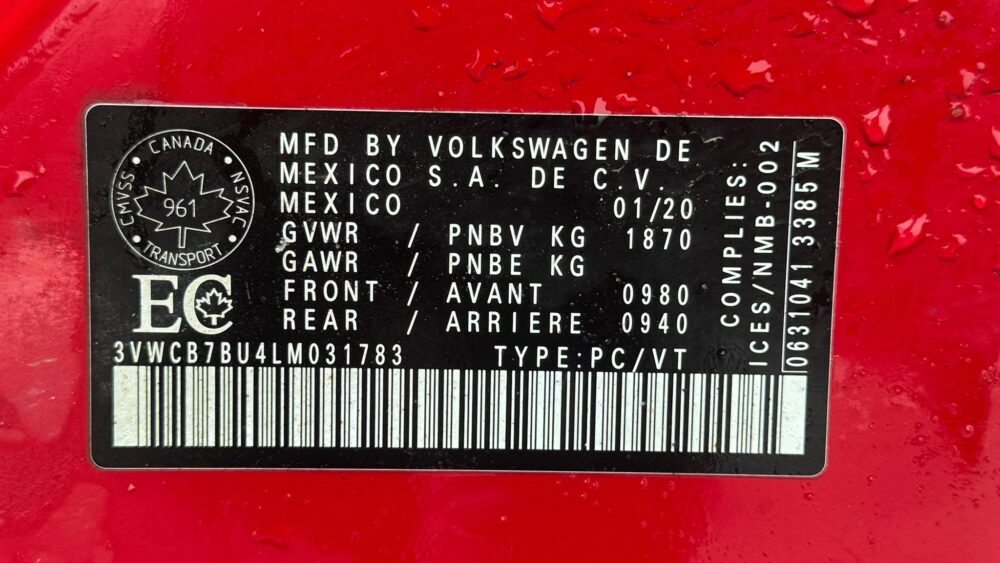 CANADA
CMVSS
NSVAC
961
TRANSPORT
EC
MFD BY VOLKSWAGEN DE
MEXICO S.A. DE C.V.
MEXICO 01/20
GVWR / PNBV KG 1870
GAWR / PNBE KG
FRONT / AVANT 0980
REAR / ARRIERE 0940
3VWCB7BU4LM031783 TYPE:PC/VT
COMPLIES:
ICES/NMB-002
0631041 3385 M